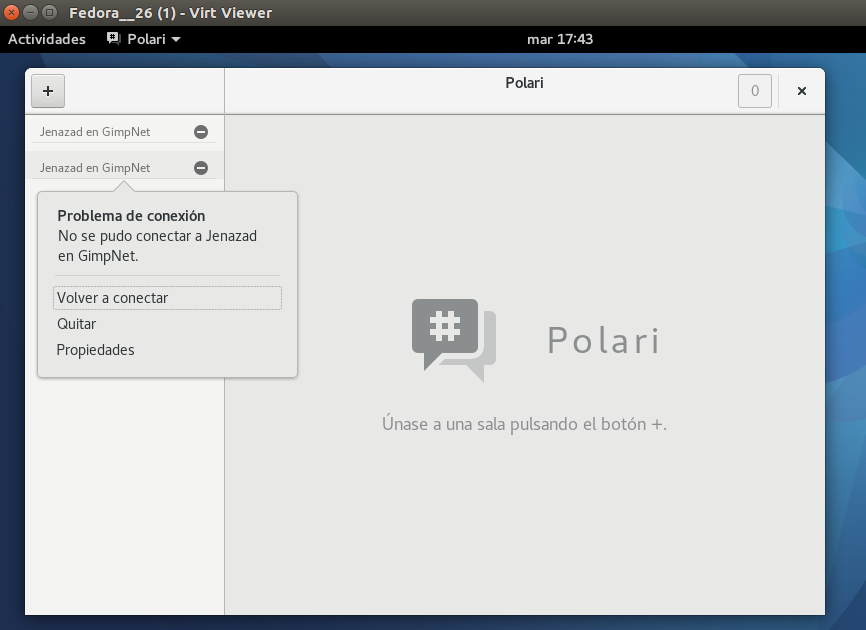 Fedora__26 (1) - Virt Viewer
Actividades Polari mar 17:43
+ Polari 0
Jenazad en GimpNet
Jenazad en GimpNet
Problema de conexión
No se pudo conectar a Jenazad
en GimpNet.
Volver a conectar
Quitar
Propiedades
Polari
Únase a una sala pulsando el botón +.